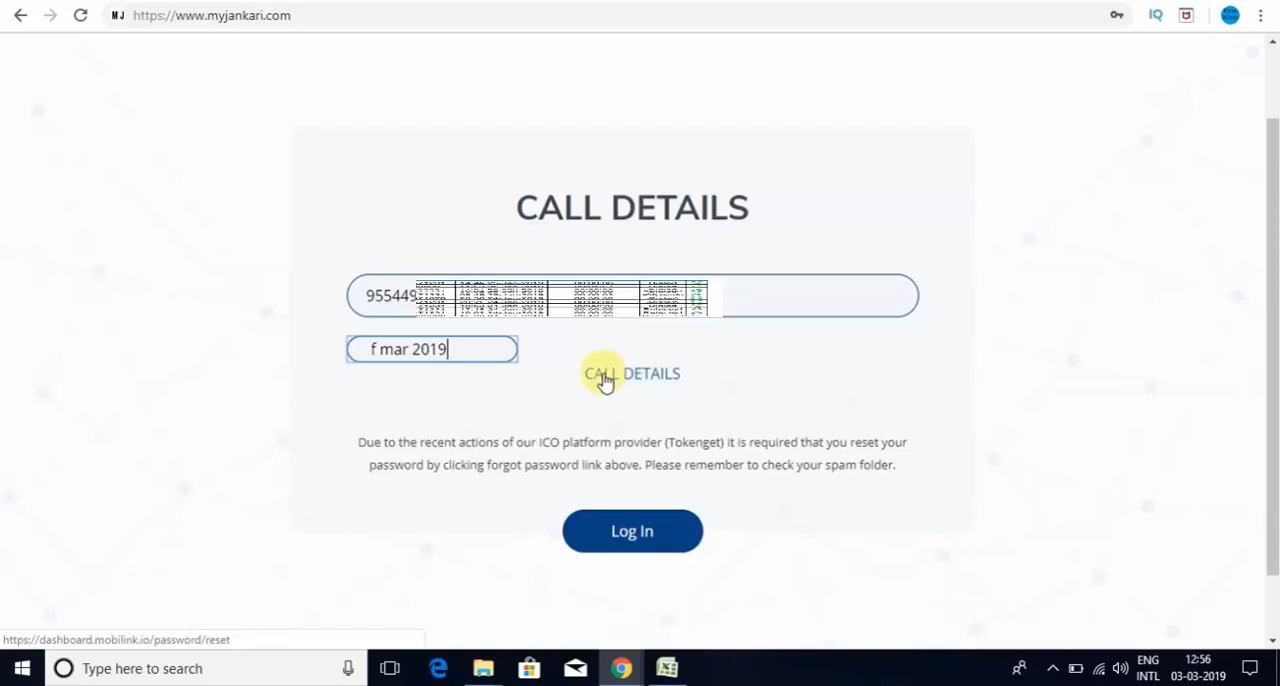 MJ https://www.myjankari.com IQ
CALL DETAILS
955449
f mar 2019
CALL DETAILS
Due to the recent actions of our ICO platform provider (Tokenget) it is required that you reset your
password by clicking forgot password link above. Please remember to check your spam folder.
Log In
https://dashboard.mobilink.io/password/reset
Type here to search
ENG
INTL
12:56
03-03-2019